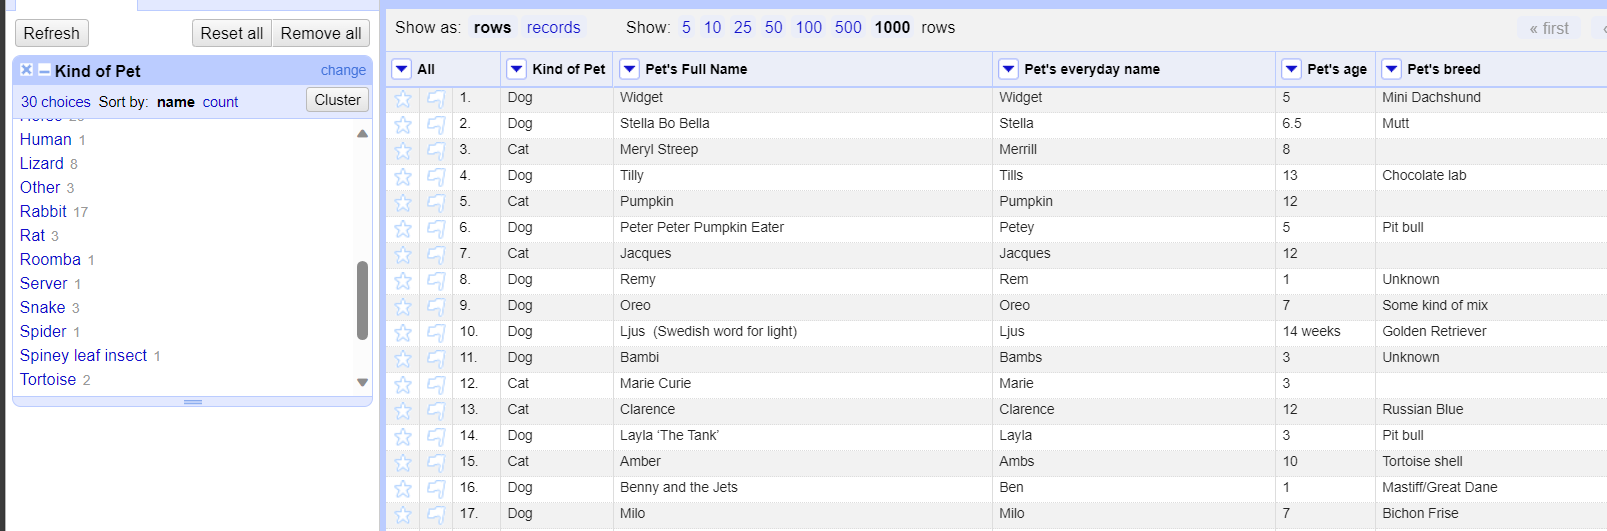 Refresh Reset all Remove all
Kind of Pet change
30 choices Sort by: name count Cluster
Human 1
Lizard 8
Other 3
Rabbit 17
Rat 3
Roomba 1
Server 1
Snake 3
Spider 1
Spiney leaf insect 1
Tortoise 2
Show as: rows records Show: 5 10 25 50 100 500 1000 rows « first
All Kind of Pet Pet's Full Name Pet's everyday name Pet's age Pet's breed
1. Dog Widget Widget 5 Mini Dachshund
2. Dog Stella Bo Bella Stella 6.5 Mutt
3. Cat Meryl Streep Merrill 8
4. Dog Tilly Tills 13 Chocolate lab
5. Cat Pumpkin Pumpkin 12
6. Dog Peter Peter Pumpkin Eater Petey 5 Pit bull
7. Cat Jacques Jacques 12
8. Dog Remy Rem 1 Unknown
9. Dog Oreo Oreo 7 Some kind of mix
10. Dog Ljus (Swedish word for light) Ljus 14 weeks Golden Retriever
11. Dog Bambi Bambs 3 Unknown
12. Cat Marie Curie Marie 3
13. Cat Clarence Clarence 12 Russian Blue
14. Dog Layla ‘The Tank’ Layla 3 Pit bull
15. Cat Amber Ambs 10 Tortoise shell
16. Dog Benny and the Jets Ben 1 Mastiff/Great Dane
17. Dog Milo Milo 7 Bichon Frise